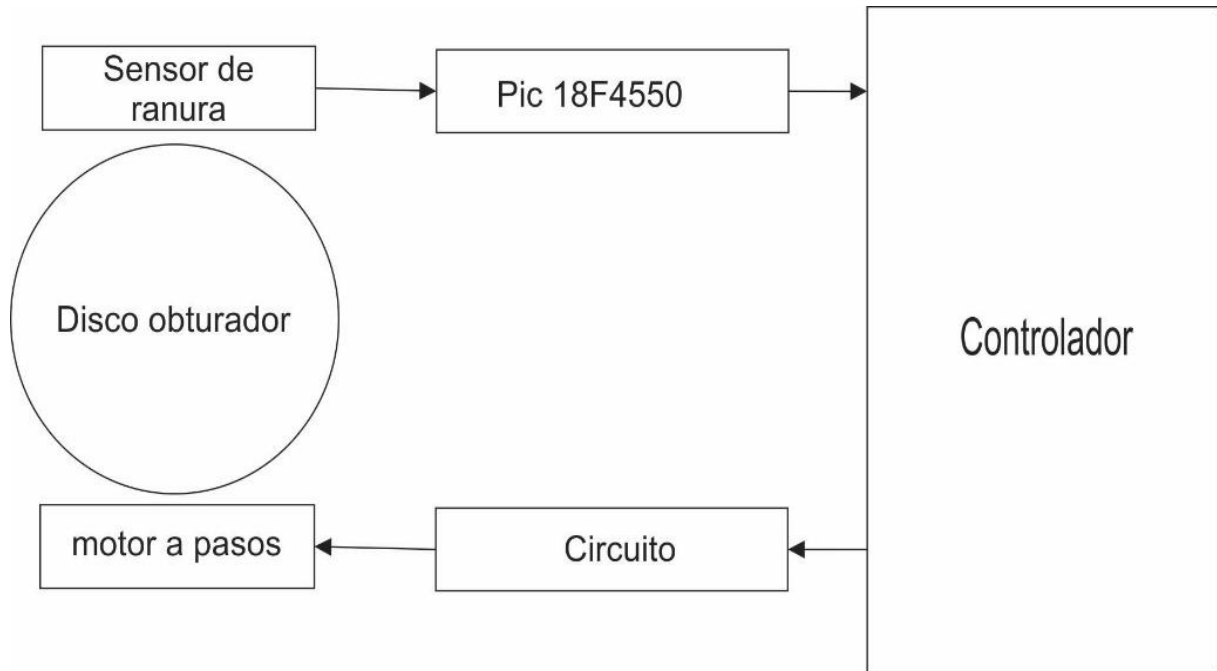 Sensor de
ranura
Pic 18F4550
Disco obturador
Controlador
motor a pasos
Circuito